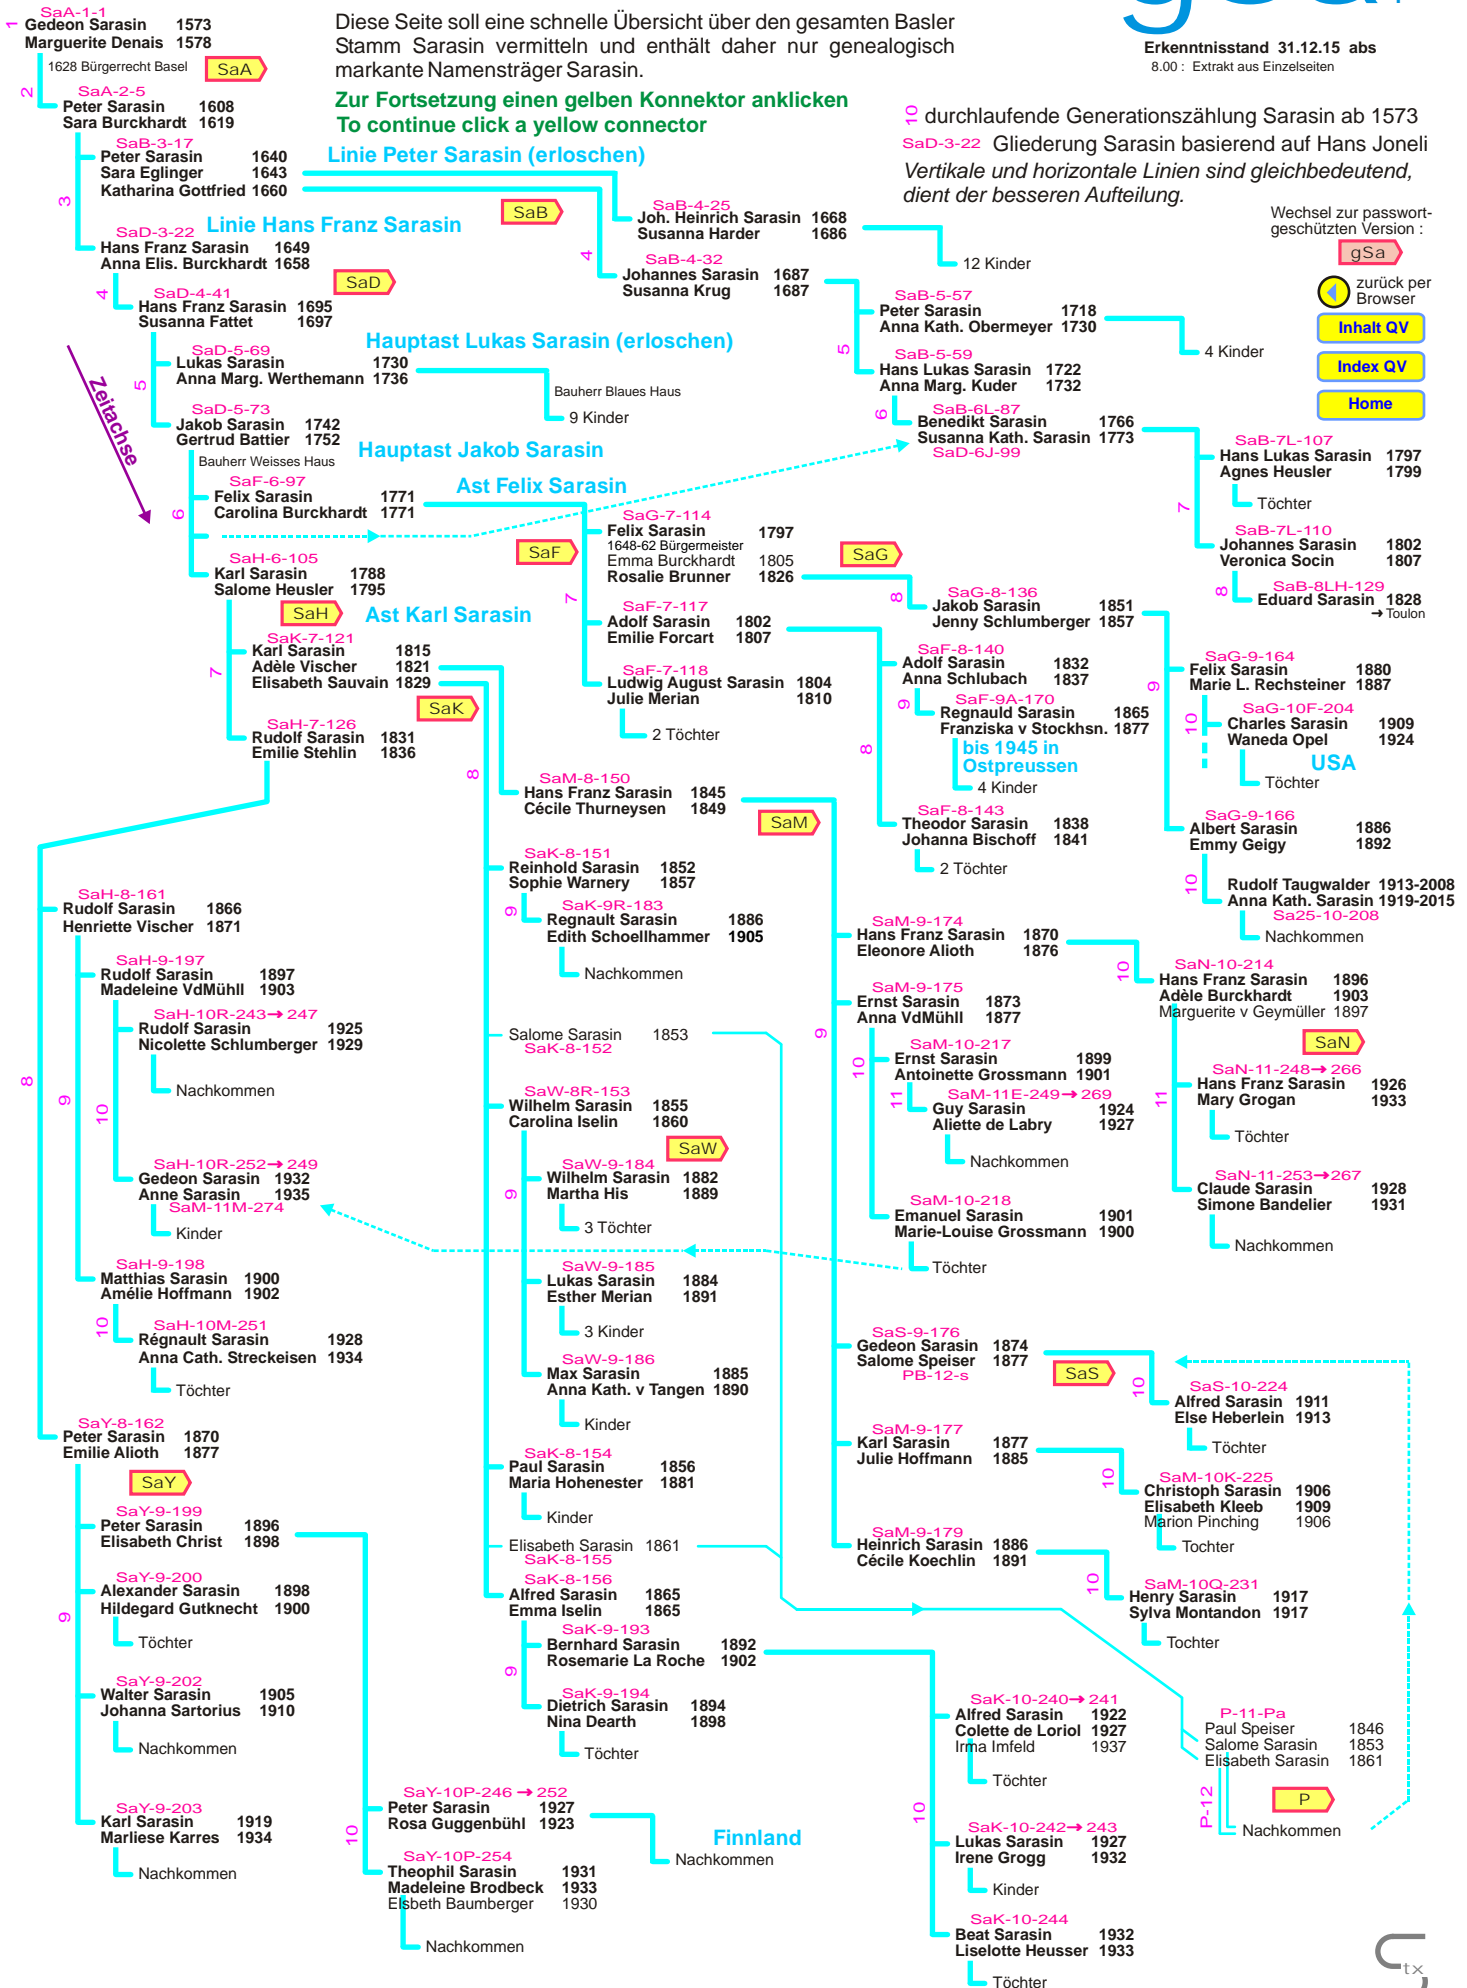 gSa
SaA-1-1
1
Gedeon Sarasin 1573
Marguerite Denais 1578
1628 Bürgerrecht Basel
SaA
Diese Seite soll eine schnelle Übersicht über den gesamten Basler
Stamm Sarasin vermitteln und enthält daher nur genealogisch
markante Namensträger Sarasin.
Zur Fortsetzung einen gelben Konnektor anklicken
To continue click a yellow connector
Erkenntnisstand 31.12.15 abs
8.00 : Extrakt aus Einzelseiten
10 durchlaufende Generationszählung Sarasin ab 1573
SaD-3-22 Gliederung Sarasin basierend auf Hans Joneli
Vertikale und horizontale Linien sind gleichbedeutend,
dient der besseren Aufteilung.
Wechsel zur passwort-
geschützten Version :
gSa
zurück per
Browser
Inhalt QV
Index QV
Home
2
SaA-2-5
Peter Sarasin 1608
Sara Burckhardt 1619
3
SaB-3-17
Peter Sarasin 1640
Sara Eglinger 1643
Katharina Gottfried 1660
Linie Peter Sarasin (erloschen)
SaB
4
SaB-4-25
Joh. Heinrich Sarasin 1668
Susanna Harder 1686
12 Kinder
SaB-4-32
Johannes Sarasin 1687
Susanna Krug 1687
5
SaB-5-57
Peter Sarasin 1718
Anna Kath. Obermeyer 1730
4 Kinder
SaB-5-59
Hans Lukas Sarasin 1722
Anna Marg. Kuder 1732
6
SaB-6L-87
Benedikt Sarasin 1766
Susanna Kath. Sarasin 1773
SaD-6J-99
7
SaB-7L-107
Hans Lukas Sarasin 1797
Agnes Heusler 1799
Töchter
SaB-7L-110
Johannes Sarasin 1802
Veronica Socin 1807
8
SaB-8LH-129
Eduard Sarasin 1828
→ Toulon
Linie Hans Franz Sarasin
SaD-3-22
Hans Franz Sarasin 1649
Anna Elis. Burckhardt 1658
SaD
4
SaD-4-41
Hans Franz Sarasin 1695
Susanna Fattet 1697
Zeitachse
5
Hauptast Lukas Sarasin (erloschen)
SaD-5-69
Lukas Sarasin 1730
Anna Marg. Werthemann 1736
Bauherr Blaues Haus
9 Kinder
SaD-5-73
Jakob Sarasin 1742
Gertrud Battier 1752
Bauherr Weisses Haus
Hauptast Jakob Sarasin
6
SaF-6-97
Felix Sarasin 1771
Carolina Burckhardt 1771
Ast Felix Sarasin
SaF
7
SaG-7-114
Felix Sarasin 1797
1648-62 Bürgermeister
Emma Burckhardt 1805
Rosalie Brunner 1826
SaG
SaF-7-117
Adolf Sarasin 1802
Emilie Forcart 1807
SaF-7-118
Ludwig August Sarasin 1804
Julie Merian 1810
2 Töchter
8
SaG-8-136
Jakob Sarasin 1851
Jenny Schlumberger 1857
9
SaG-9-164
Felix Sarasin 1880
Marie L. Rechsteiner 1887
10
SaG-10F-204
Charles Sarasin 1909
Waneda Opel 1924
USA
Töchter
SaG-9-166
Albert Sarasin 1886
Emmy Geigy 1892
10
Rudolf Taugwalder 1913-2008
Anna Kath. Sarasin 1919-2015
Sa25-10-208
Nachkommen
8
SaF-8-140
Adolf Sarasin 1832
Anna Schlubach 1837
9
SaF-9A-170
Regnauld Sarasin 1865
Franziska v Stockhsn. 1877
bis 1945 in
Ostpreussen
4 Kinder
SaF-8-143
Theodor Sarasin 1838
Johanna Bischoff 1841
2 Töchter
SaH-6-105
Karl Sarasin 1788
Salome Heusler 1795
SaH
Ast Karl Sarasin
7
SaK-7-121
Karl Sarasin 1815
Adèle Vischer 1821
Elisabeth Sauvain 1829
SaK
SaH-7-126
Rudolf Sarasin 1831
Emilie Stehlin 1836
8
SaM-8-150
Hans Franz Sarasin 1845
Cécile Thurneysen 1849
SaM
SaK-8-151
Reinhold Sarasin 1852
Sophie Warnery 1857
9
SaK-9R-183
Regnault Sarasin 1886
Edith Schoellhammer 1905
Nachkommen
Salome Sarasin 1853
SaK-8-152
SaW-8R-153
Wilhelm Sarasin 1855
Carolina Iselin 1860
SaW
9
SaW-9-184
Wilhelm Sarasin 1882
Martha His 1889
3 Töchter
SaW-9-185
Lukas Sarasin 1884
Esther Merian 1891
3 Kinder
SaW-9-186
Max Sarasin 1885
Anna Kath. v Tangen 1890
Kinder
SaK-8-154
Paul Sarasin 1856
Maria Hohenester 1881
Kinder
Elisabeth Sarasin 1861
SaK-8-155
SaK-8-156
Alfred Sarasin 1865
Emma Iselin 1865
9
SaK-9-193
Bernhard Sarasin 1892
Rosemarie La Roche 1902
SaK-9-194
Dietrich Sarasin 1894
Nina Dearth 1898
Töchter
10
SaK-10-240→ 241
Alfred Sarasin 1922
Colette de Loriol 1927
Irma Imfeld 1937
Töchter
SaK-10-242→ 243
Lukas Sarasin 1927
Irene Grogg 1932
Kinder
SaK-10-244
Beat Sarasin 1932
Liselotte Heusser 1933
Töchter
9
SaM-9-174
Hans Franz Sarasin 1870
Eleonore Alioth 1876
10
SaN-10-214
Hans Franz Sarasin 1896
Adèle Burckhardt 1903
Marguerite v Geymüller 1897
SaN
11
SaN-11-248→ 266
Hans Franz Sarasin 1926
Mary Grogan 1933
Töchter
SaN-11-253→267
Claude Sarasin 1928
Simone Bandelier 1931
Nachkommen
SaM-9-175
Ernst Sarasin 1873
Anna VdMühll 1877
10
SaM-10-217
Ernst Sarasin 1899
Antoinette Grossmann 1901
11
SaM-11E-249→ 269
Guy Sarasin 1924
Aliette de Labry 1927
Nachkommen
SaM-10-218
Emanuel Sarasin 1901
Marie-Louise Grossmann 1900
Töchter
SaS-9-176
Gedeon Sarasin 1874
Salome Speiser 1877
PB-12-s
SaS
10
SaS-10-224
Alfred Sarasin 1911
Else Heberlein 1913
Töchter
SaM-9-177
Karl Sarasin 1877
Julie Hoffmann 1885
10
SaM-10K-225
Christoph Sarasin 1906
Elisabeth Kleeb 1909
Marion Pinching 1906
Tochter
SaM-9-179
Heinrich Sarasin 1886
Cécile Koechlin 1891
10
SaM-10Q-231
Henry Sarasin 1917
Sylva Montandon 1917
Tochter
P-11-Pa
Paul Speiser 1846
Salome Sarasin 1853
Elisabeth Sarasin 1861
P-12
P
Nachkommen
8
SaH-8-161
Rudolf Sarasin 1866
Henriette Vischer 1871
9
SaH-9-197
Rudolf Sarasin 1897
Madeleine VdMühll 1903
10
SaH-10R-243→ 247
Rudolf Sarasin 1925
Nicolette Schlumberger 1929
Nachkommen
SaH-10R-252→ 249
Gedeon Sarasin 1932
Anne Sarasin 1935
SaM-11M-274
Kinder
SaH-9-198
Matthias Sarasin 1900
Amélie Hoffmann 1902
10
SaH-10M-251
Régnault Sarasin 1928
Anna Cath. Streckeisen 1934
Töchter
SaY-8-162
Peter Sarasin 1870
Emilie Alioth 1877
SaY
9
SaY-9-199
Peter Sarasin 1896
Elisabeth Christ 1898
SaY-9-200
Alexander Sarasin 1898
Hildegard Gutknecht 1900
Töchter
SaY-9-202
Walter Sarasin 1905
Johanna Sartorius 1910
Nachkommen
SaY-9-203
Karl Sarasin 1919
Marliese Karres 1934
Nachkommen
10
SaY-10P-246 → 252
Peter Sarasin 1927
Rosa Guggenbühl 1923
Finnland
Nachkommen
SaY-10P-254
Theophil Sarasin 1931
Madeleine Brodbeck 1933
Elsbeth Baumberger 1930
Nachkommen
tx